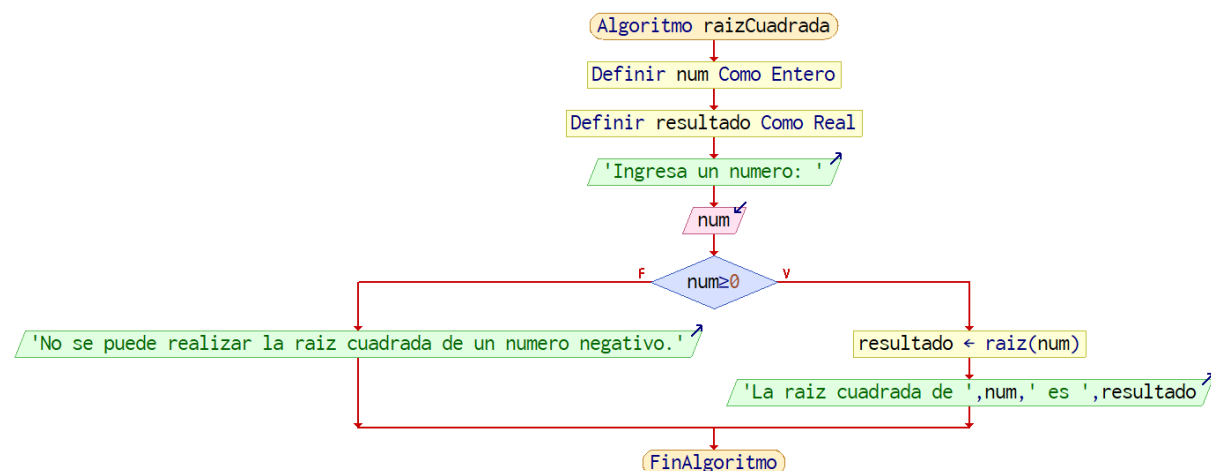 Algoritmo raizCuadrada
Definir num Como Entero
Definir resultado Como Real
'Ingresa un numero: '
num
num≥0
F
V
'No se puede realizar la raiz cuadrada de un numero negativo.'
resultado ← raiz(num)
'La raiz cuadrada de ',num,' es ',resultado
FinAlgoritmo